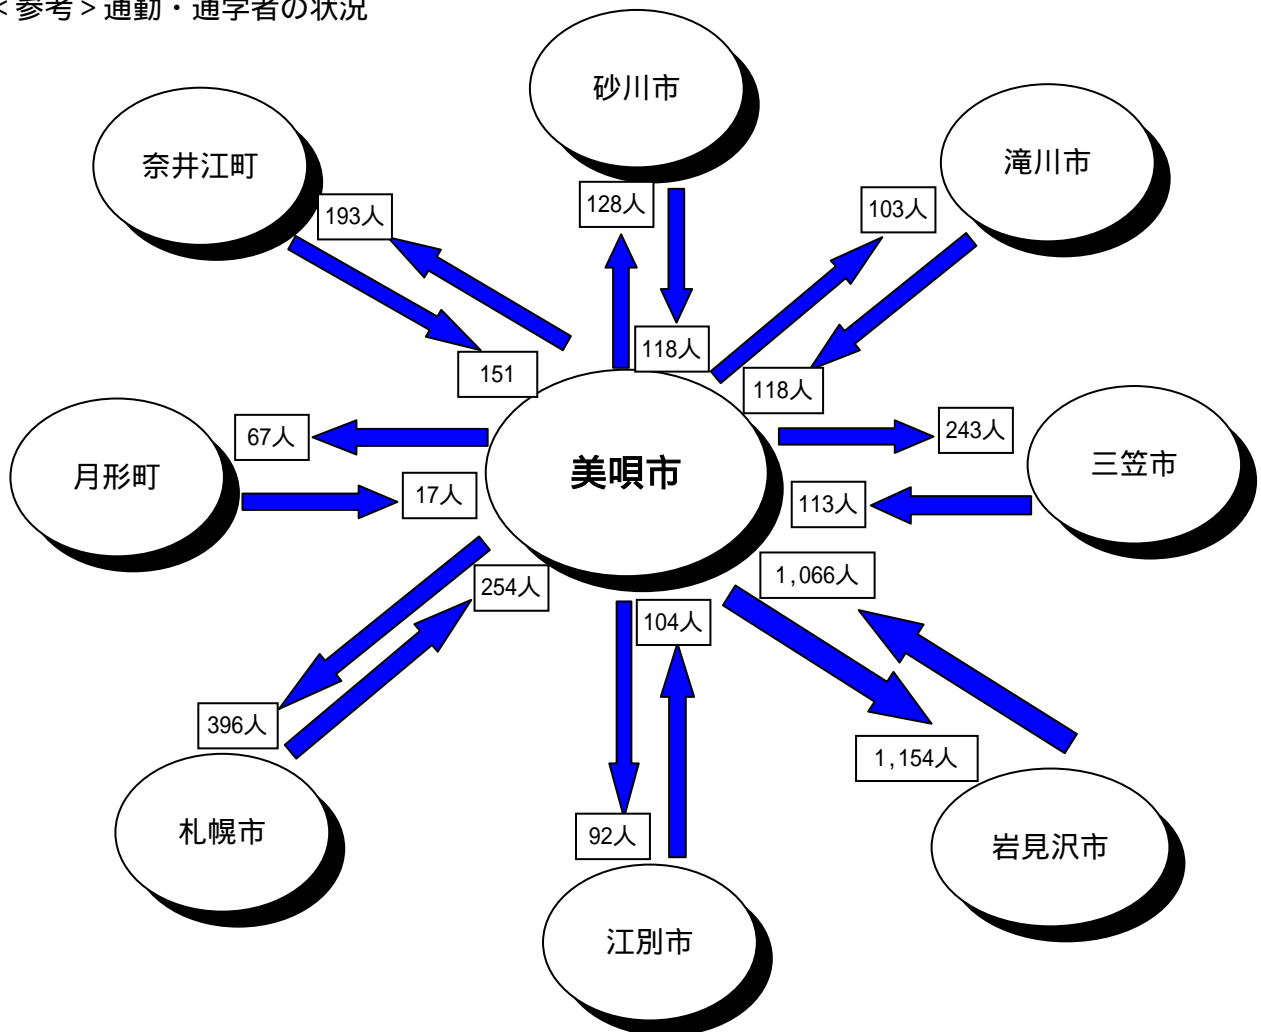 <参考>通勤・通学者の状況
砂川市
奈井江町
滝川市
193人
128人
103人
118人
151
118人
67人
243人
月形町
美唄市
三笠市
17人
113人
254人
1,066人
104人
396人
1,154人
札幌市
92人
岩見沢市
江別市